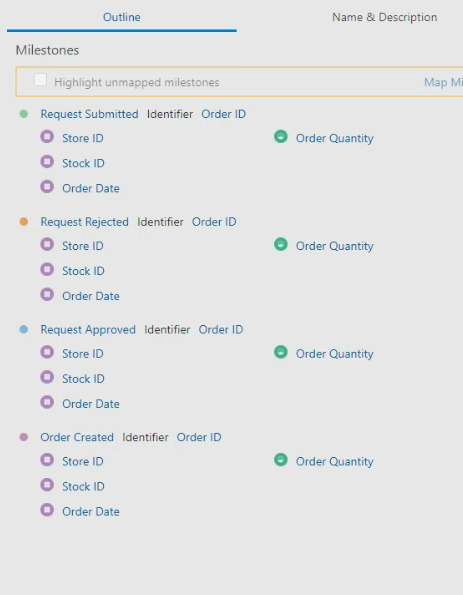 Outline Name & Description
Milestones
Highlight unmapped milestones Map Mi
Request Submitted Identifier Order ID
Store ID Order Quantity
Stock ID
Order Date
Request Rejected Identifier Order ID
Store ID Order Quantity
Stock ID
Order Date
Request Approved Identifier Order ID
Store ID Order Quantity
Stock ID
Order Date
Order Created Identifier Order ID
Store ID Order Quantity
Stock ID
Order Date